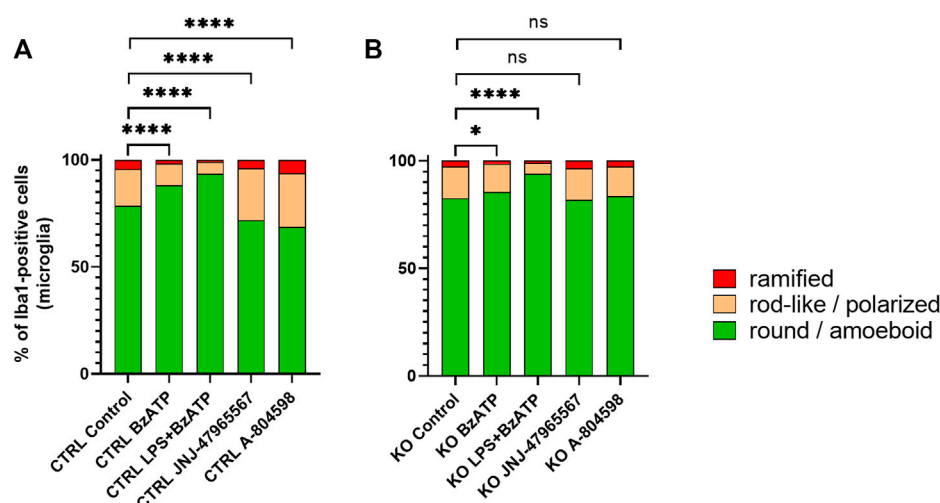 A
****
****
****
****
% of Iba1-positive cells
(microglia)
100
50
0
CTRL Control
CTRL BzATP
CTRL LPS+BzATP
CTRL JNJ-47965567
CTRL A-804598
B
ns
ns
****
*
100
50
0
KO Control
KO BzATP
KO LPS+BzATP
KO JNJ-47965567
KO A-804598
ramified
rod-like / polarized
round / amoeboid